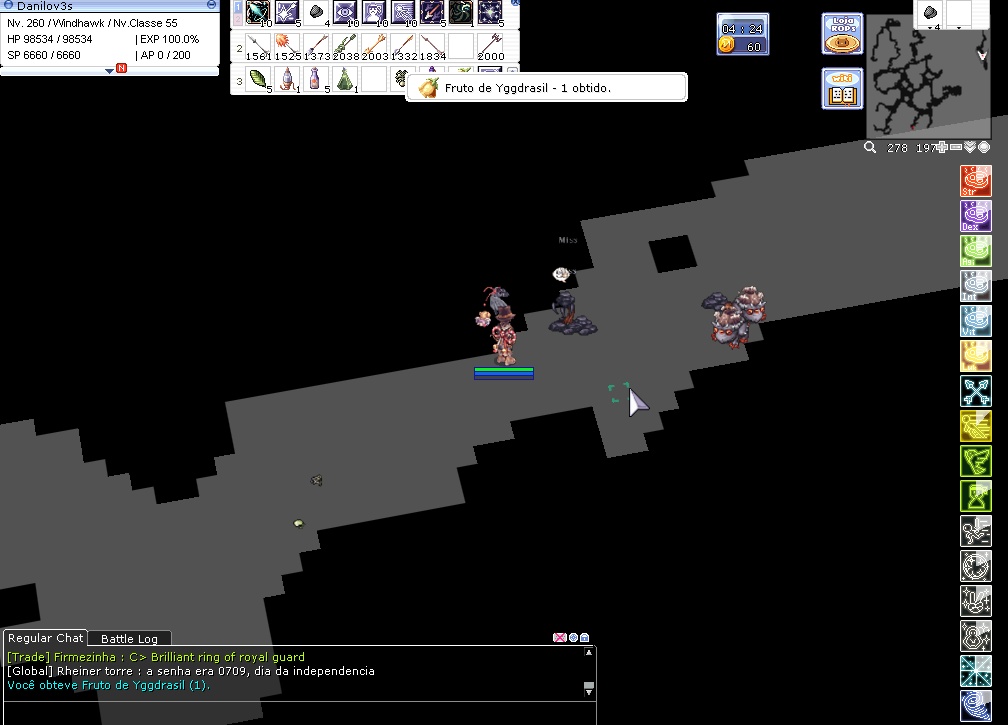 Danilov3s
Nv. 260 / Windhawk / Nv.Classe 55
HP 98534 / 98534 | EXP 100.0%
SP 6660 / 6660 | AP 0 / 200
N
10 5 4 10 10 10 5 5 10
2 1561 1525 1373 2038 2003 1332 1834 2000
3 5 1 5 1
Fruto de Yggdrasil - 1 obtido.
04 : 24
60
Loja
ROPs
wiki
4
278 197
Str
Dex
Agi
Int
Vit
Miss
Regular Chat
Battle Log
[Trade] Firmezinha : C> Brilliant ring of royal guard
[Global] Rheiner torre : a senha era 0709, dia da independencia
Você obteve Fruto de Yggdrasil (1).